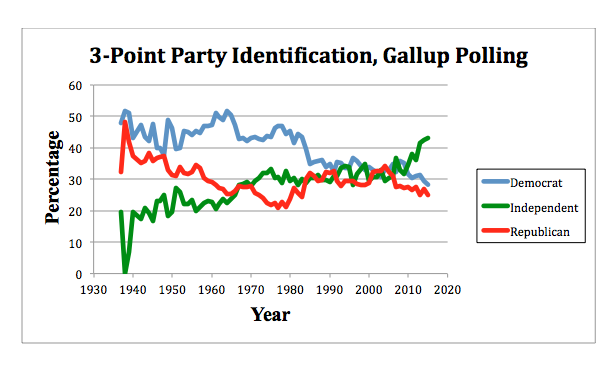 3-Point Party Identification, Gallup Polling
Percentage
60
50
40
30
20
10
0
1930 1940 1950 1960 1970 1980 1990 2000 2010 2020
Year
Democrat
Independent
Republican